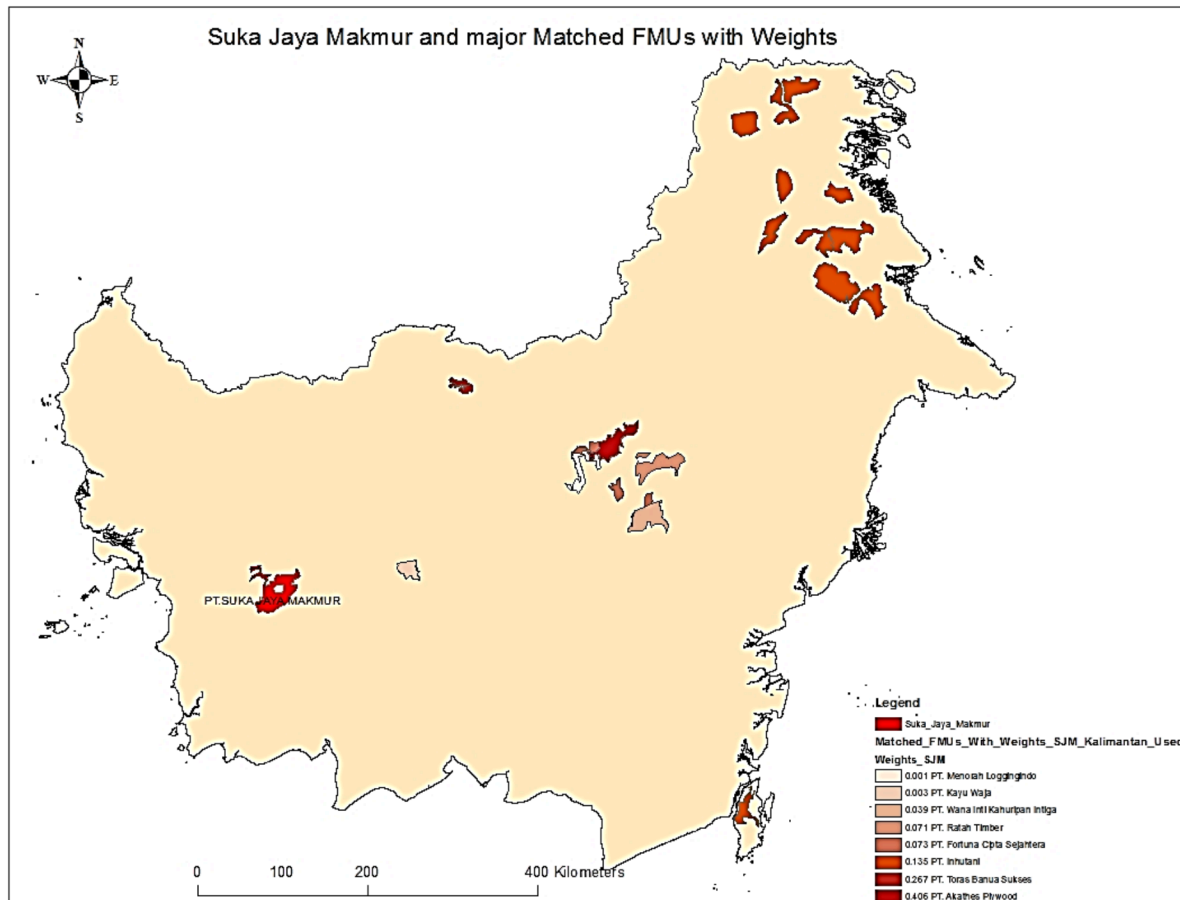 Suka Jaya Makmur and major Matched FMUs with Weights
N
W E
S
PT.SUKA JAYA MAKMUR
Legend
Suka_Jaya_Makmur
Matched_FMUs_With_Weights_SJM_Kalimantan_Used
Weights_SJM
0.001 PT. Menorah Loggingindo
0.003 PT. Kayu Waja
0.039 PT. Wana Inti Kahuripan Intiga
0.071 PT. Ratah Timber
0.073 PT. Fortuna Cipta Sejahtera
0.135 PT. Inhutani
0.267 PT. Toras Banua Sukses
0.406 PT. Akathes Plywood
0 100 200 400 Kilometers